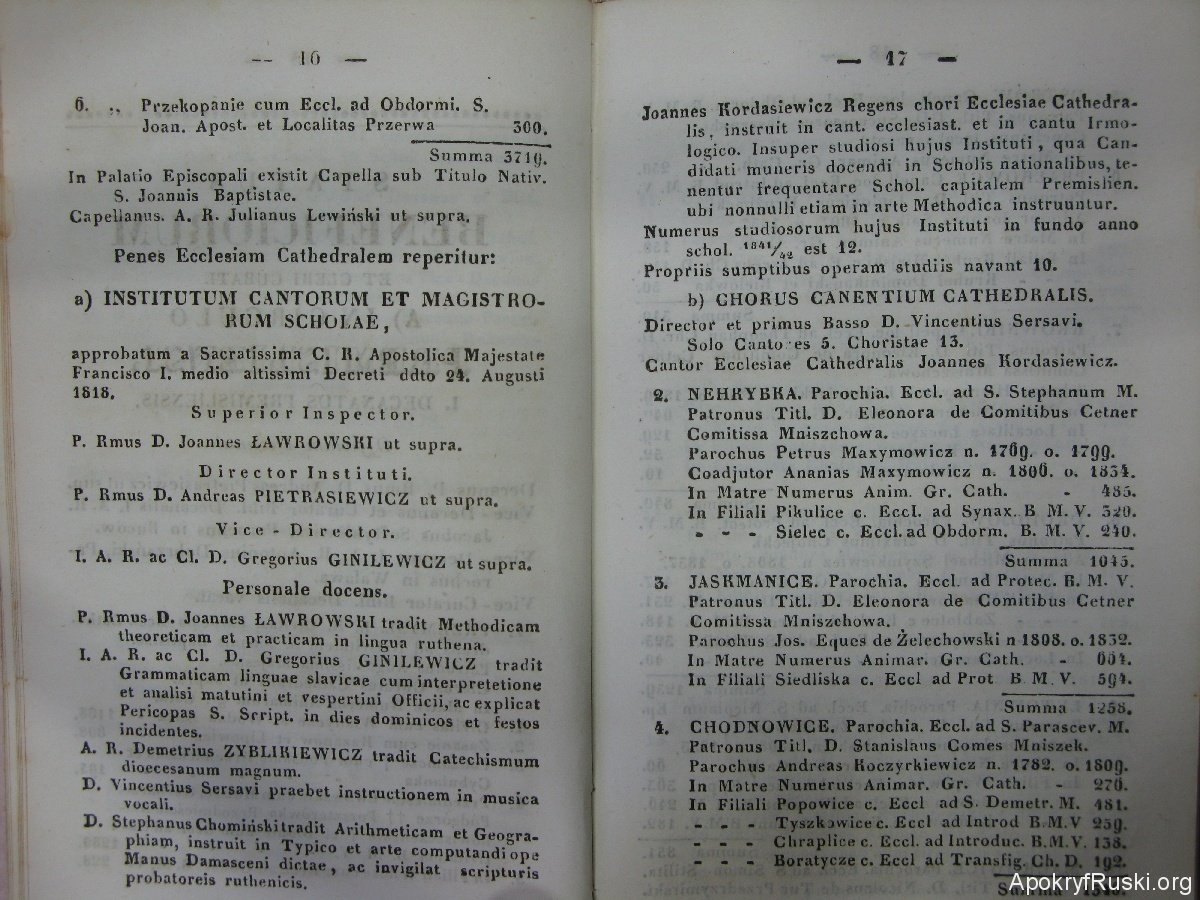 — 16 —
6. ,, Przekopanie cum Eccl. ad Obdormi. S.
Joan. Apost. et Localitas Przerwa 300.
Summa 3719.
In Palatio Episcopali existit Capella sub Titulo Nativ.
S. Joannis Baptistae.
Capellanus. A. R. Julianus Lewiński ut supra.
Penes Ecclesiam Cathedralem reperitur:
a) INSTITUTUM CANTORUM ET MAGISTRO-
RUM SCHOLAE,
approbatum a Sacratissima C. R. Apostolica Majestate
Francisco I. medio altissimi Decreti ddto 24. Augusti
1818.
Superior Inspector.
P. Rmus D. Joannes ŁAWROWSKI ut supra.
Director Instituti.
P. Rmus D. Andreas PIETRASIEWICZ ut supra.
Vice - Director.
I. A. R. ac Cl. D. Gregorius GINILEWICZ ut supra.
Personale docens.
P. Rmus D. Joannes ŁAWROWSKI tradit Methodicam
theoreticam et practicam in lingua ruthena.
I. A. R. ac Cl. D. Gregorius GINILEWICZ tradit
Grammaticam linguae slavicae cum interpretetione
et analisi matutini et vespertini Officii, ac explicat
Pericopas S. Script. in dies dominicos et festos
incidentes.
A. R. Demetrius ZYBLIKIEWICZ tradit Catechismum
dioecesanum magnum.
D. Vincentius Sersavi praebet instructionem in musica
vocali.
D. Stephanus Chomiński tradit Arithmeticam et Geogra-
phiam, instruit in Typico et arte computandi ope
Manus Damasceni dictae, ac invigilat scripturis
probatoreis ruthenicis.
— 17 —
Joannes Kordasiewicz Regens chori Ecclesiae Cathedra-
lis, instruit in cant. ecclesiast. et in cantu Irmo-
logico. Insuper studiosi hujus Instituti, qua Can-
didati muneris docendi in Scholis nationalibus, te-
nentur frequentare Schol. capitalem Premislien.
ubi nonnulli etiam in arte Methodica instruuntur.
Numerus studiosorum hujus Instituti in fundo anno
schol. 1841/42 est 12.
Propriis sumptibus operam studiis navant 10.
b) CHORUS CANENTIUM CATHEDRALIS.
Director et primus Basso D. Vincentius Sersavi.
Solo Canto es 5. Choristae 13.
Cantor Ecclesiae Cathedralis Joannes Kordasiewicz.
2. NEHRYBKA. Parochia Eccl. ad S. Stephanum M.
Patronus Titl. D. Eleonora de Comitibus Cetner
Comitissa Mniszchowa.
Parochus Petrus Maxymowicz n. 1769. o. 1799.
Coadjutor Ananias Maxymowicz n. 1806. o. 1834.
In Matre Numerus Anim. Gr. Cath. - 485.
In Filiali Pikulice c. Eccl. ad Synax. B M. V. 320.
- - - Sielec c. Eccl. ad Obdorm. B. M. V. 240.
Summa 1045.
3. JASKMANICE. Parochia. Eccl. ad Protec. B. M. V.
Patronus Titl. D. Eleonora de Comitibus Cetner
Comitissa Mniszchowa.
Parochus Jos. Eques de Żelechowski n 1808. o. 1832.
In Matre Numerus Animar. Gr. Cath. - 664.
In Filiali Siedliska c. Eccl ad Prot B. M. V. 594.
Summa 1258.
4. CHODNOWICE. Parochia. Eccl. ad S. Parascev. M.
Patronus Titl. D. Stanislaus Comes Mniszek.
Parochus Andreas Koczyrkiewicz n. 1782. o. 1809.
In Matre Numerus Animar. Gr. Cath. - 276.
In Filiali Popowice c. Eccl ad S. Demetr. M. 481.
- - - Tyszkowice c. Eccl ad Introd B.M.V 259.
- - - Chraplice c. Eccl. ad Introduc. B.M.V. 138.
- - - Boratycze c. Eccl ad Transfig. Ch. D. 192.
Summa
ApokryfRuski.org